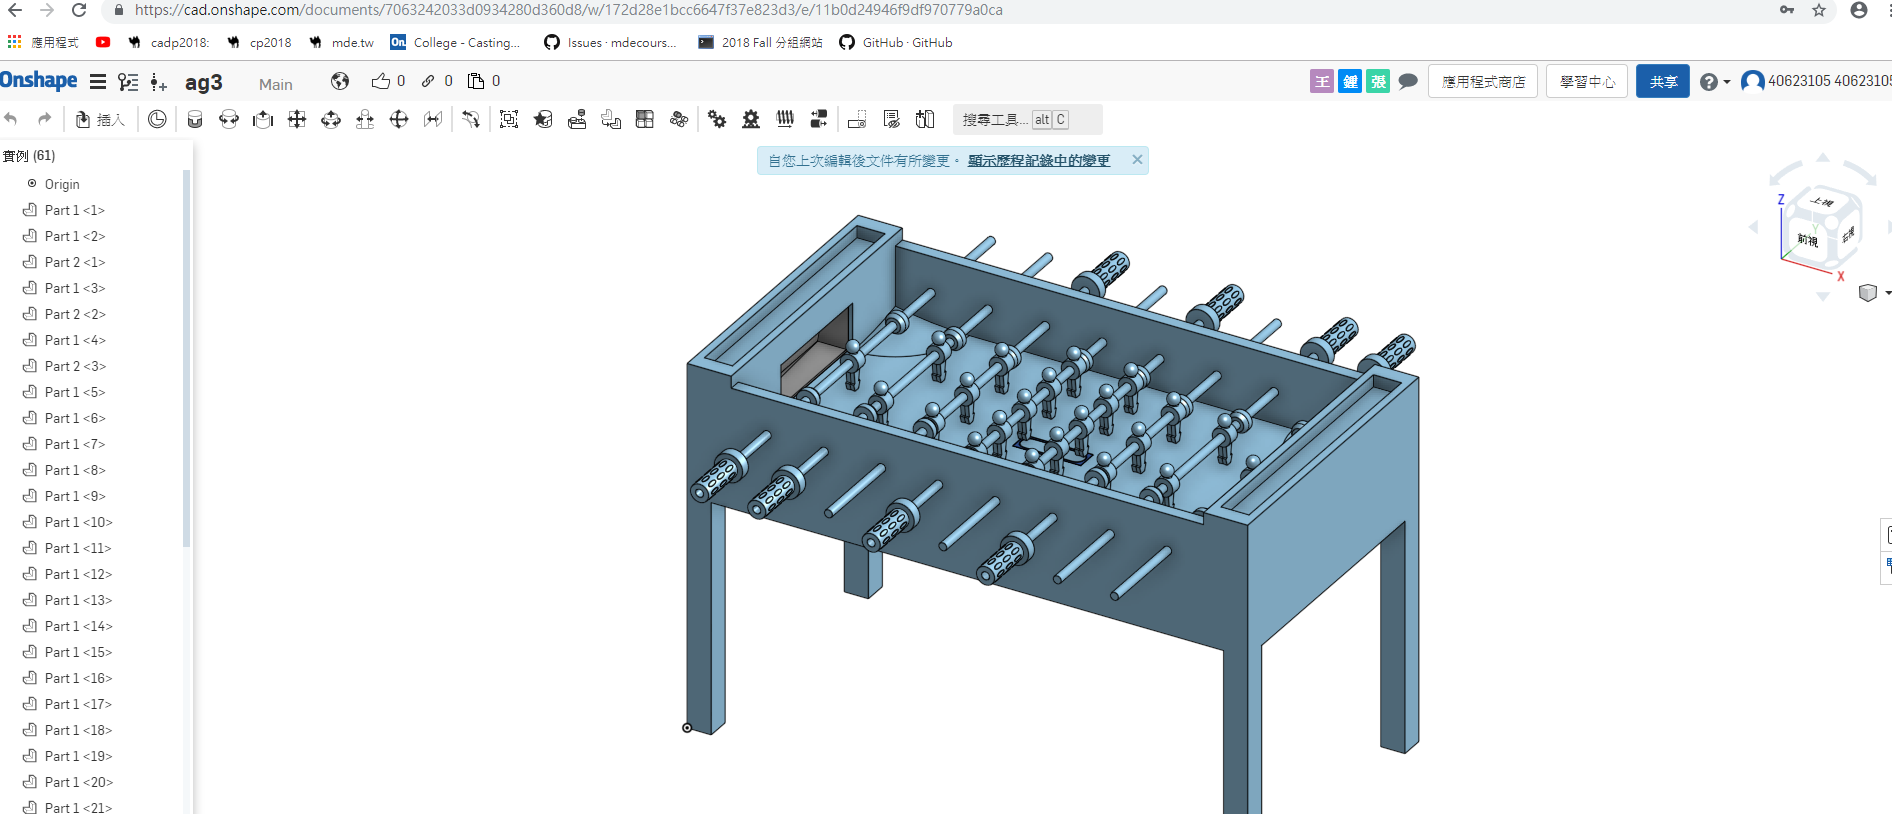 https://cad.onshape.com/documents/7063242033d0934280d360d8/w/172d28e1bcc6647f37e823d3/e/11b0d24946f9df970779a0ca
應用程式 cadp2018: cp2018 mde.tw On. College - Casting... Issues · mdecours... 2018 Fall 分組網站 GitHub · GitHub
Onshape ag3 Main 0 0 0 王 鍾 張 應用程式商店 學習中心 共享 40623105 4062310
插入 搜尋工具... alt C
實例 (61)
自您上次編輯後文件有所變更。 顯示歷程記錄中的變更
Origin
Part 1 <1>
Part 1 <2>
Part 2 <1>
Part 1 <3>
Part 2 <2>
Part 1 <4>
Part 2 <3>
Part 1 <5>
Part 1 <6>
Part 1 <7>
Part 1 <8>
Part 1 <9>
Part 1 <10>
Part 1 <11>
Part 1 <12>
Part 1 <13>
Part 1 <14>
Part 1 <15>
Part 1 <16>
Part 1 <17>
Part 1 <18>
Part 1 <19>
Part 1 <20>
Part 1 <21>
Z
上視
Y
前視
右視
X